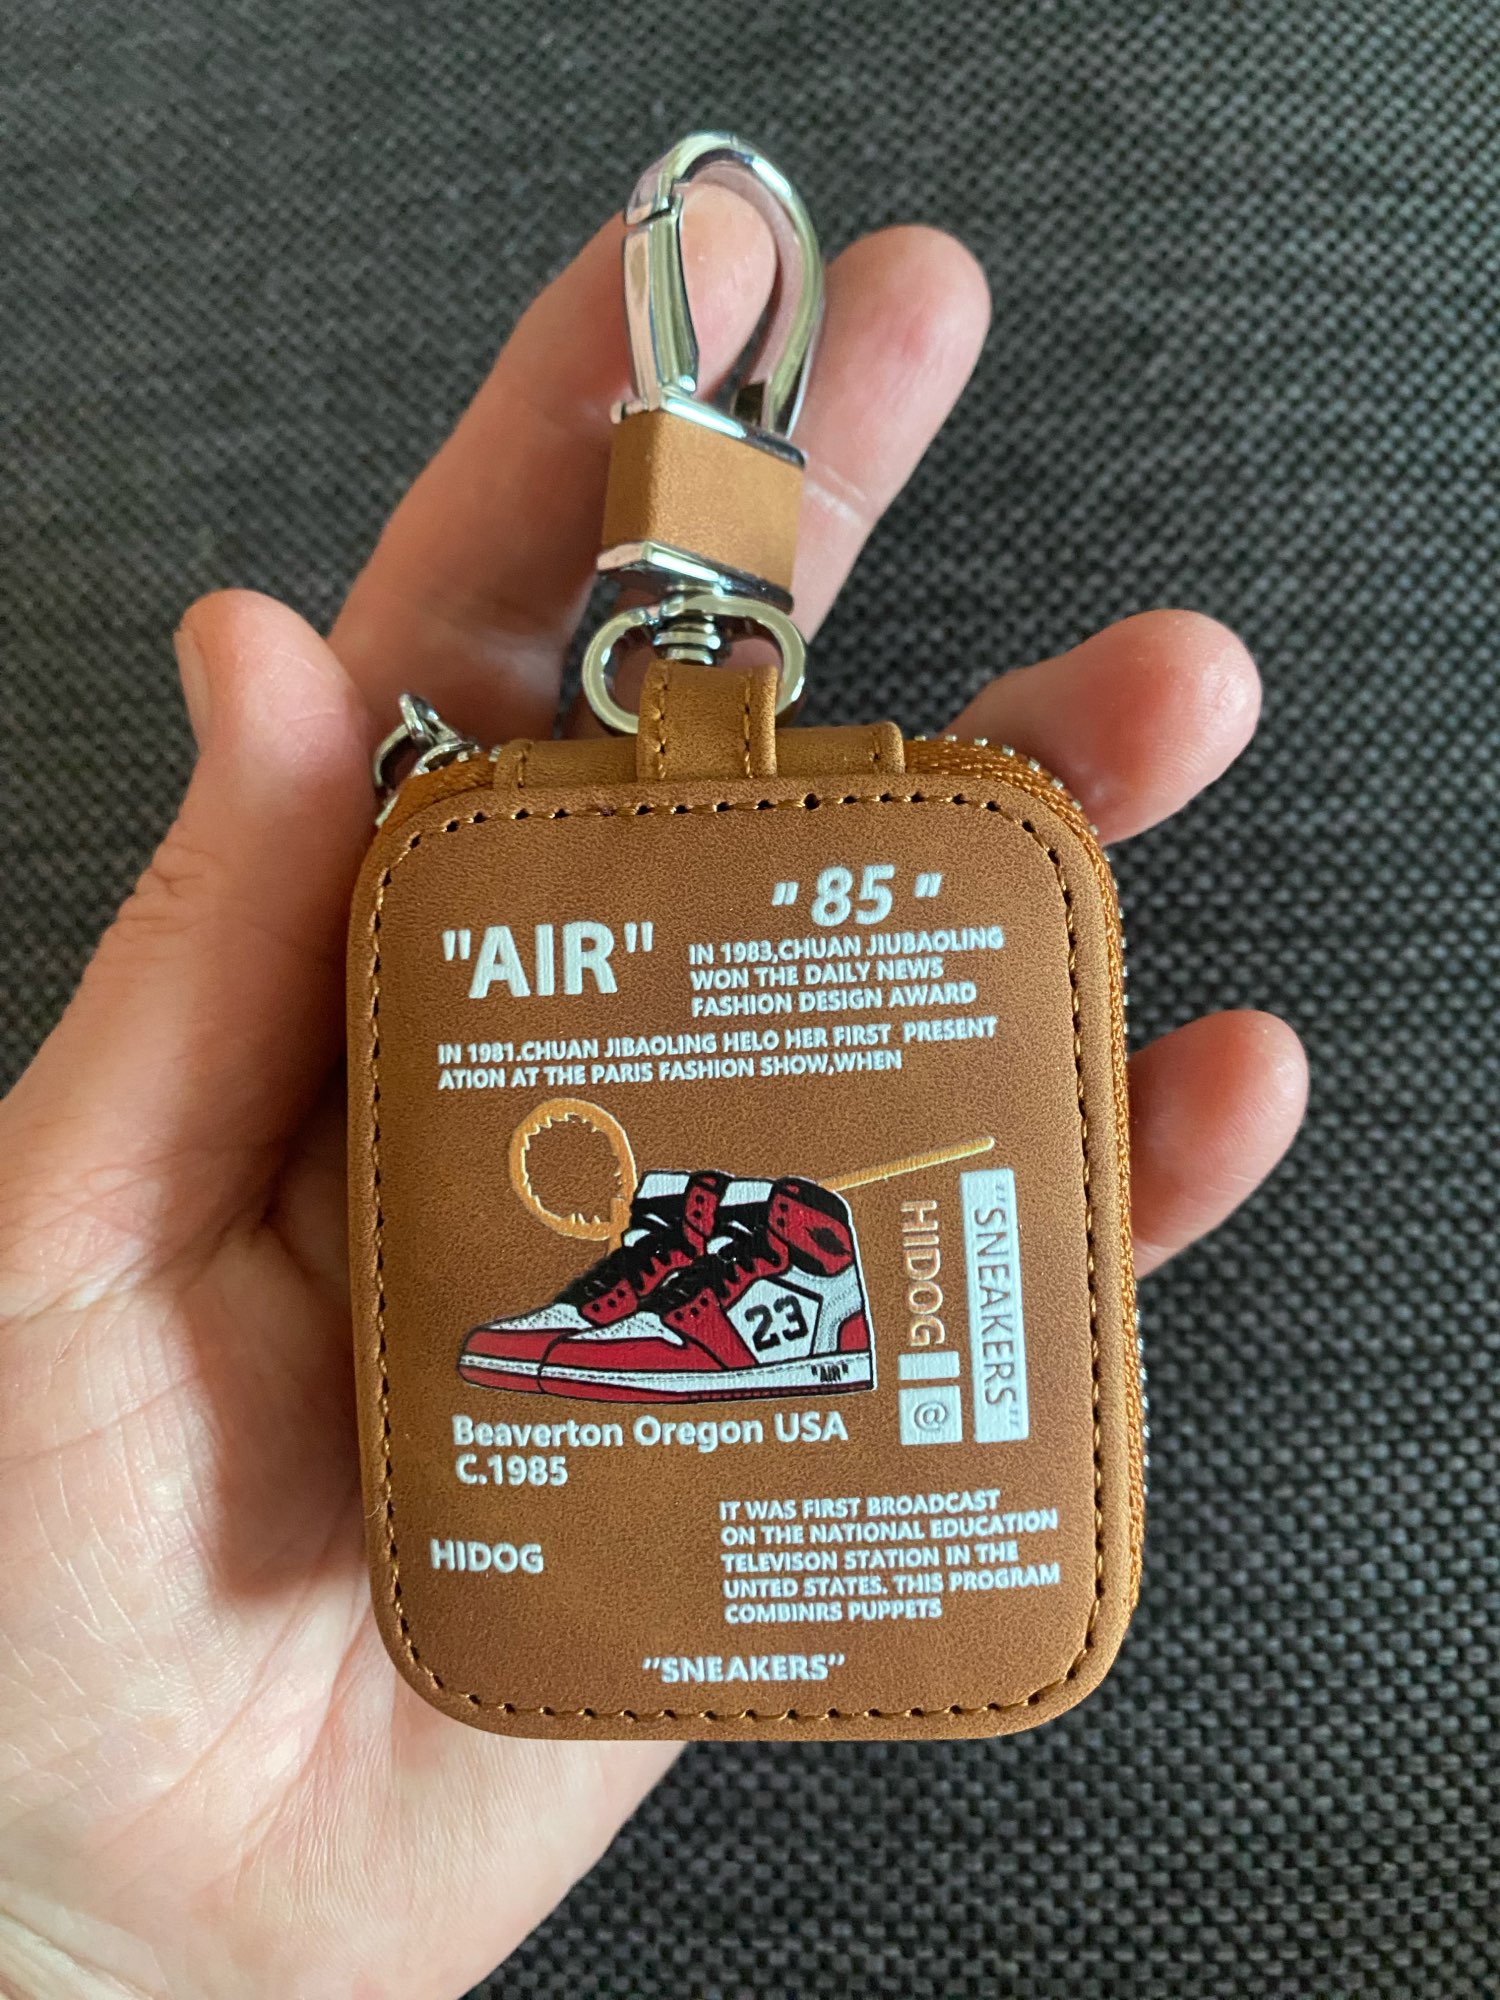 " 85 "
"AIR"
IN 1983,CHUAN JIUBAOLING
WON THE DAILY NEWS
FASHION DESIGN AWARD
IN 1981.CHUAN JIBAOLING HELO HER FIRST PRESENT
ATION AT THE PARIS FASHION SHOW,WHEN
23
"AIR"
HIDOG
@
"SNEAKERS"
Beaverton Oregon USA
C.1985
HIDOG
IT WAS FIRST BROADCAST
ON THE NATIONAL EDUCATION
TELEVISON STATION IN THE
UNTED STATES. THIS PROGRAM
COMBINRS PUPPETS
"SNEAKERS"